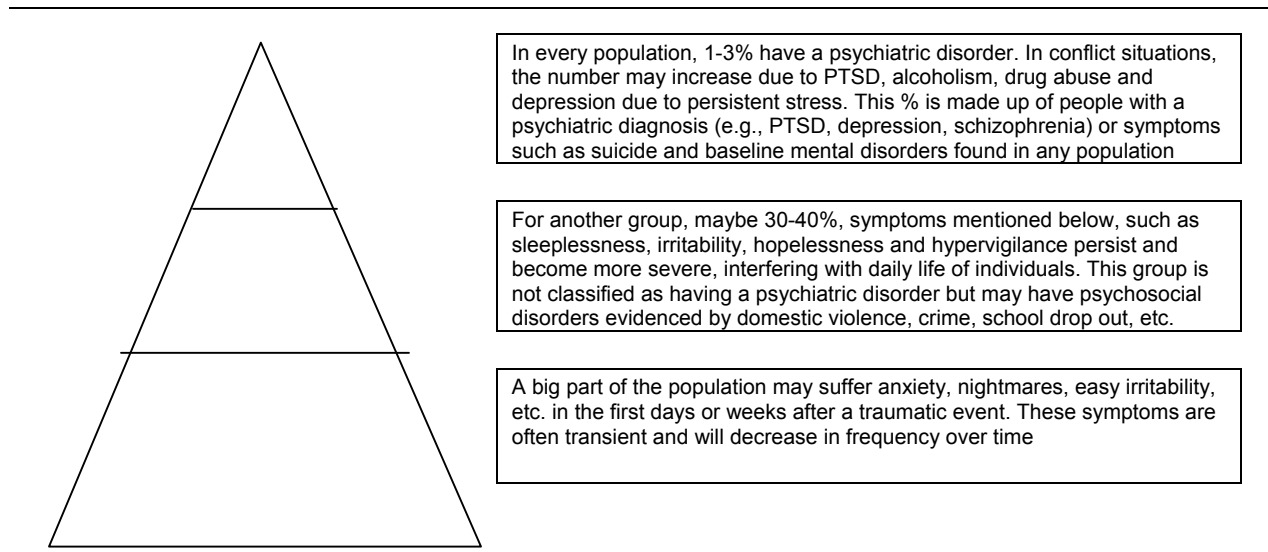 In every population, 1-3% have a psychiatric disorder. In conflict situations,
the number may increase due to PTSD, alcoholism, drug abuse and
depression due to persistent stress. This % is made up of people with a
psychiatric diagnosis (e.g., PTSD, depression, schizophrenia) or symptoms
such as suicide and baseline mental disorders found in any population
For another group, maybe 30-40%, symptoms mentioned below, such as
sleeplessness, irritability, hopelessness and hypervigilance persist and
become more severe, interfering with daily life of individuals. This group is
not classified as having a psychiatric disorder but may have psychosocial
disorders evidenced by domestic violence, crime, school drop out, etc.
A big part of the population may suffer anxiety, nightmares, easy irritability,
etc. in the first days or weeks after a traumatic event. These symptoms are
often transient and will decrease in frequency over time